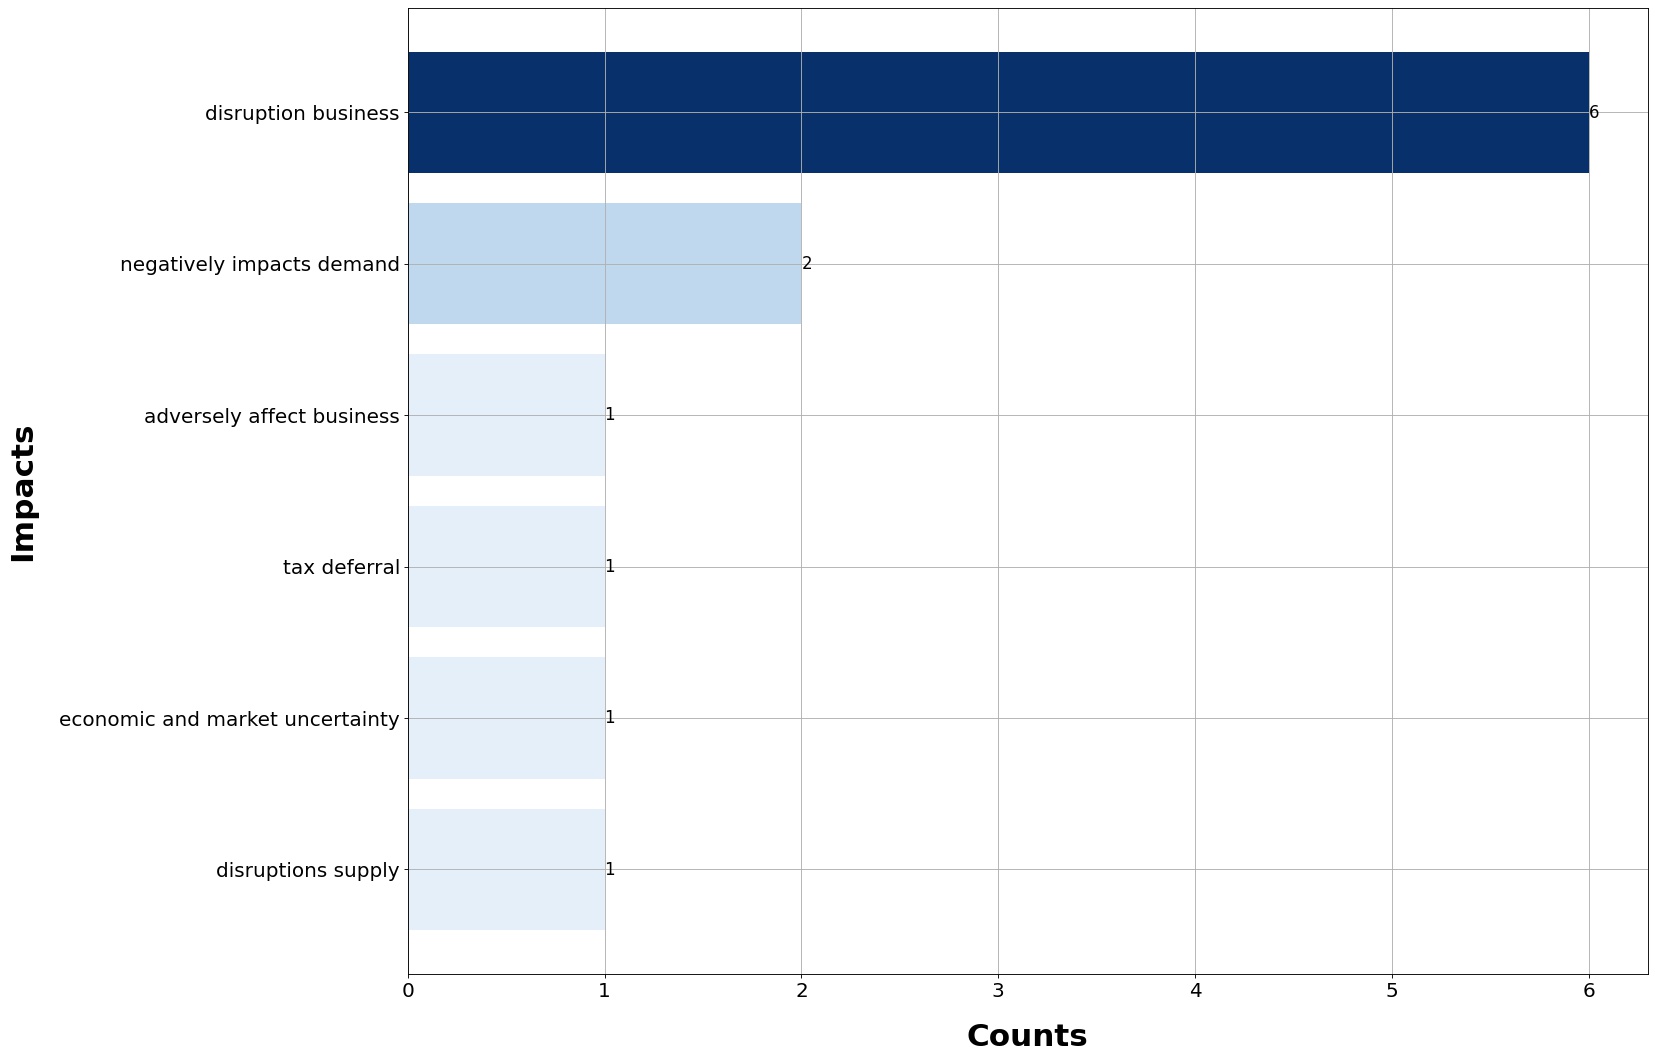 disruption business
6
negatively impacts demand
2
adversely affect business
1
tax deferral
1
economic and market uncertainty
1
disruptions supply
1
Impacts
0 1 2 3 4 5 6
Counts